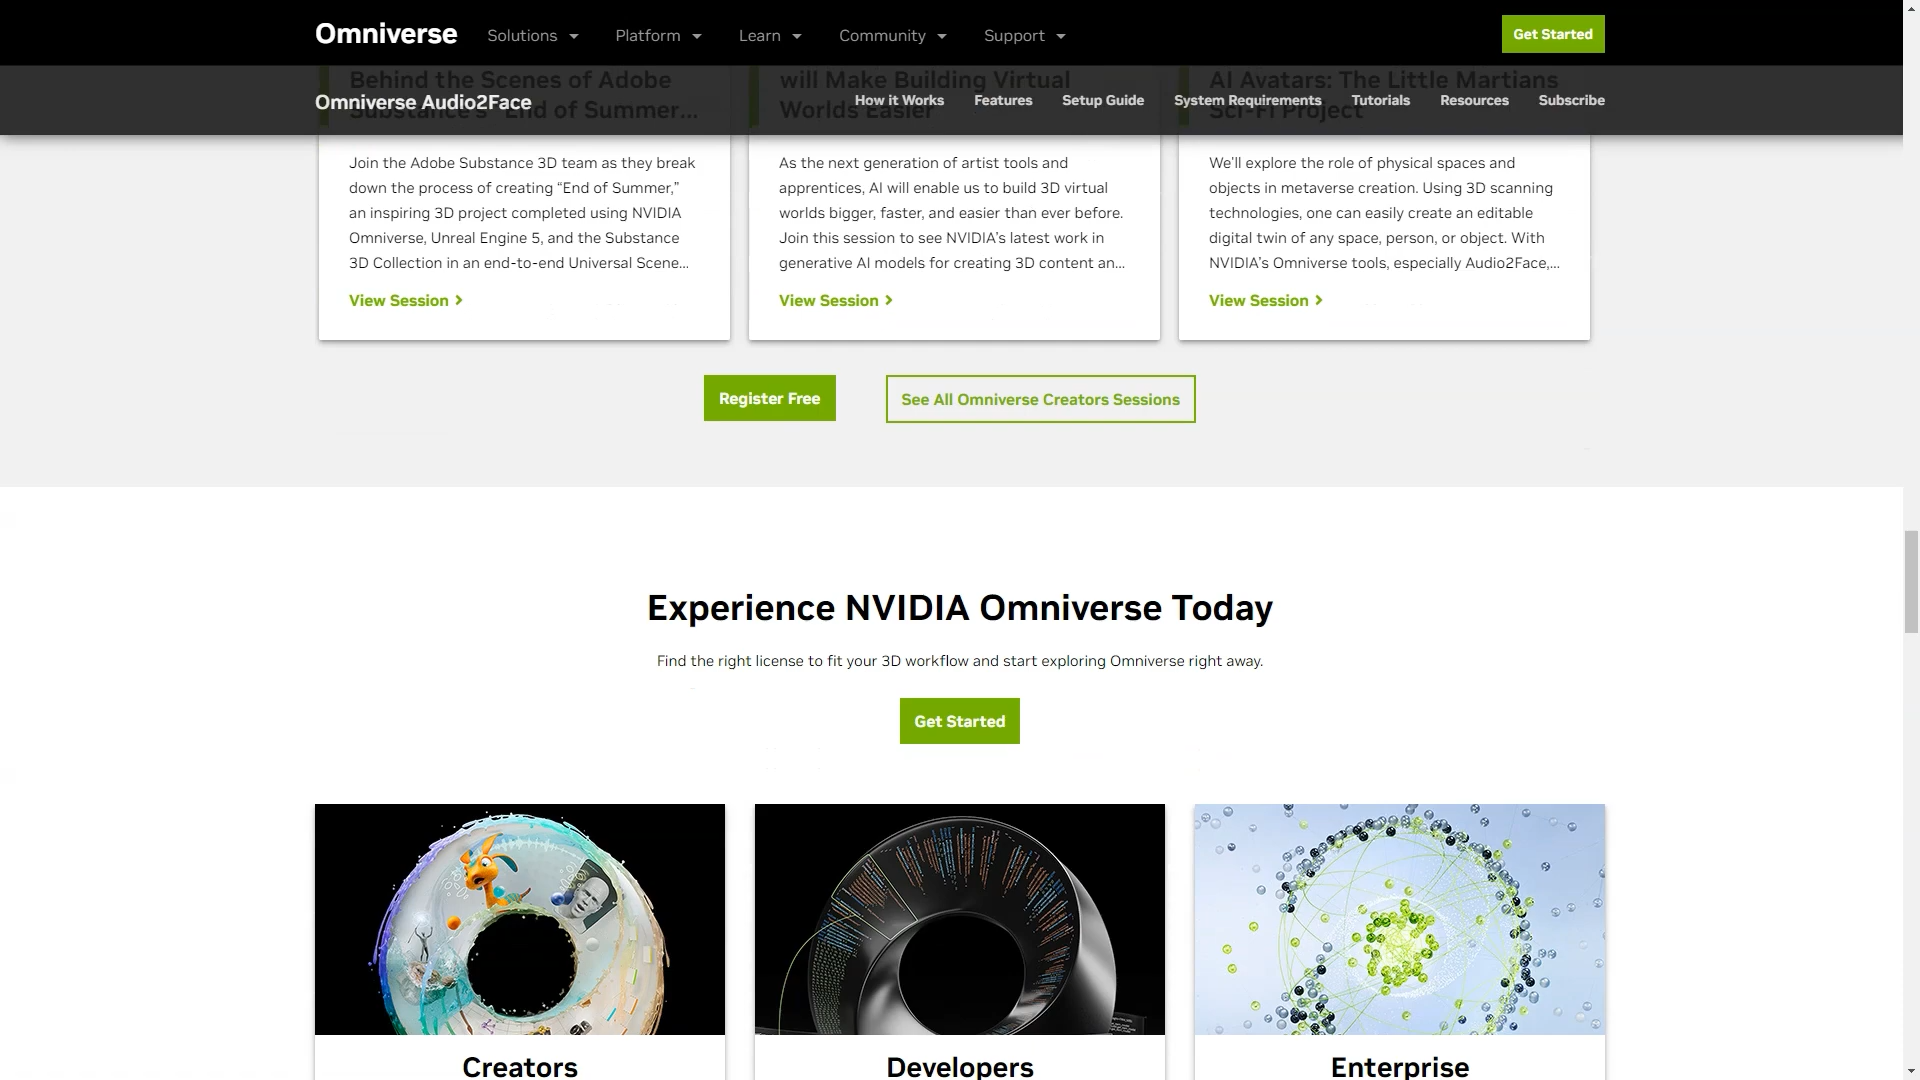 Omniverse
Solutions
Platform
Learn
Community
Support
Get Started
Omniverse Audio2Face
How it Works
Features
Setup Guide
System Requirements
Tutorials
Resources
Subscribe
Behind the Scenes of Adobe
Substance's "End of Summer...
Join the Adobe Substance 3D team as they break
down the process of creating “End of Summer,”
an inspiring 3D project completed using NVIDIA
Omniverse, Unreal Engine 5, and the Substance
3D Collection in an end-to-end Universal Scene...
View Session
will Make Building Virtual
Worlds Easier
As the next generation of artist tools and
apprentices, AI will enable us to build 3D virtual
worlds bigger, faster, and easier than ever before.
Join this session to see NVIDIA’s latest work in
generative AI models for creating 3D content an...
View Session
AI Avatars: The Little Martians
Sci-Fi Project
We’ll explore the role of physical spaces and
objects in metaverse creation. Using 3D scanning
technologies, one can easily create an editable
digital twin of any space, person, or object. With
NVIDIA’s Omniverse tools, especially Audio2Face,...
View Session
Register Free
See All Omniverse Creators Sessions
Experience NVIDIA Omniverse Today
Find the right license to fit your 3D workflow and start exploring Omniverse right away.
Get Started
Creators
Developers
Enterprise